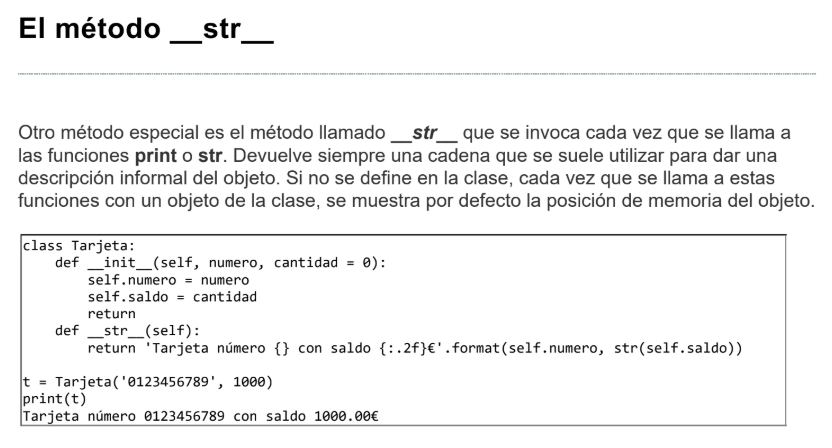 El método __str__
Otro método especial es el método llamado __str__ que se invoca cada vez que se llama a
las funciones print o str. Devuelve siempre una cadena que se suele utilizar para dar una
descripción informal del objeto. Si no se define en la clase, cada vez que se llama a estas
funciones con un objeto de la clase, se muestra por defecto la posición de memoria del objeto.
class Tarjeta:
    def __init__(self, numero, cantidad = 0):
        self.numero = numero
        self.saldo = cantidad
        return
    def __str__(self):
        return 'Tarjeta número {} con saldo {:.2f}€'.format(self.numero, str(self.saldo))
t = Tarjeta('0123456789', 1000)
print(t)
Tarjeta número 0123456789 con saldo 1000.00€